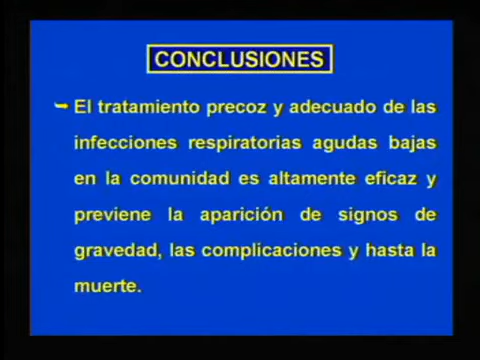 CONCLUSIONES
El tratamiento precoz y adecuado de las
infecciones respiratorias agudas bajas
en la comunidad es altamente eficaz y
previene la aparición de signos de
gravedad, las complicaciones y hasta la
muerte.